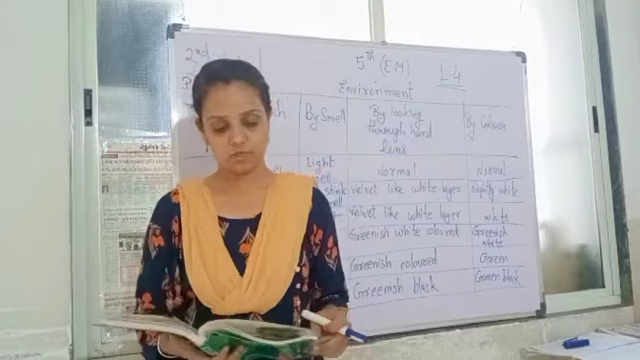 2nd
5th (EM) L:4
Environment
By Smell By looking By Colour
through hand
lens
Light
Normal Normal
stink velvet like white layer slightly white
velvet like white layer white
Greenish white coloured Greenish
white
Greenish coloured Green
Greenish black Green black